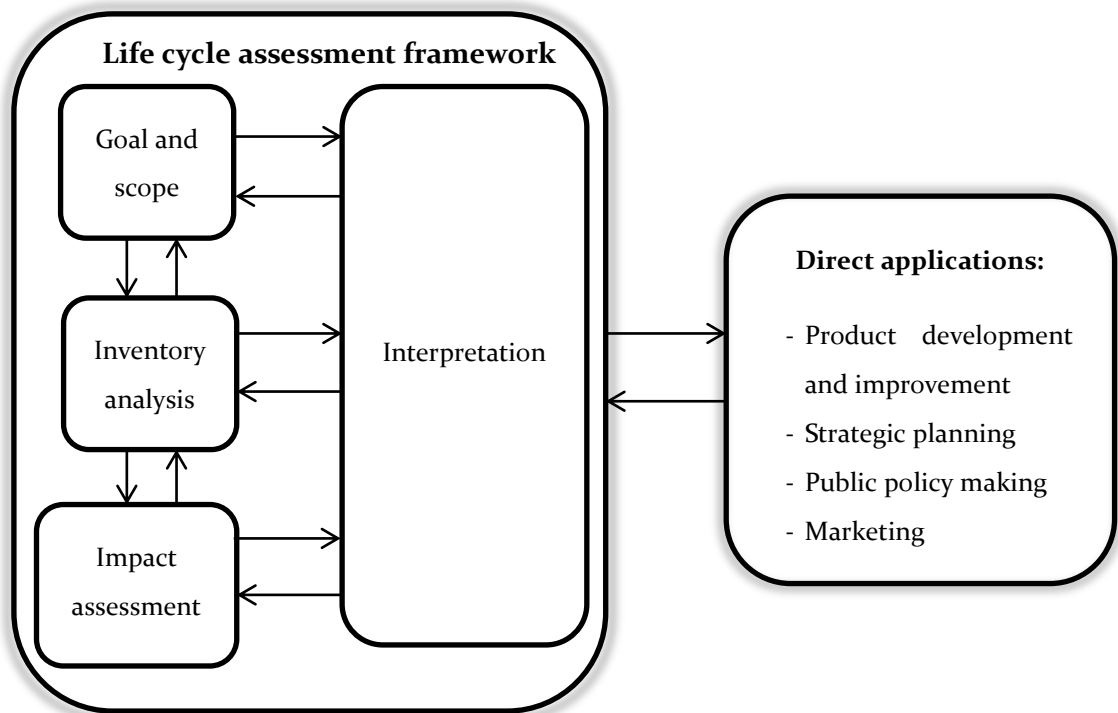 Life cycle assessment framework
Goal and
scope
Inventory
analysis
Impact
assessment
Interpretation
Direct applications:
- Product development
and improvement
- Strategic planning
- Public policy making
- Marketing